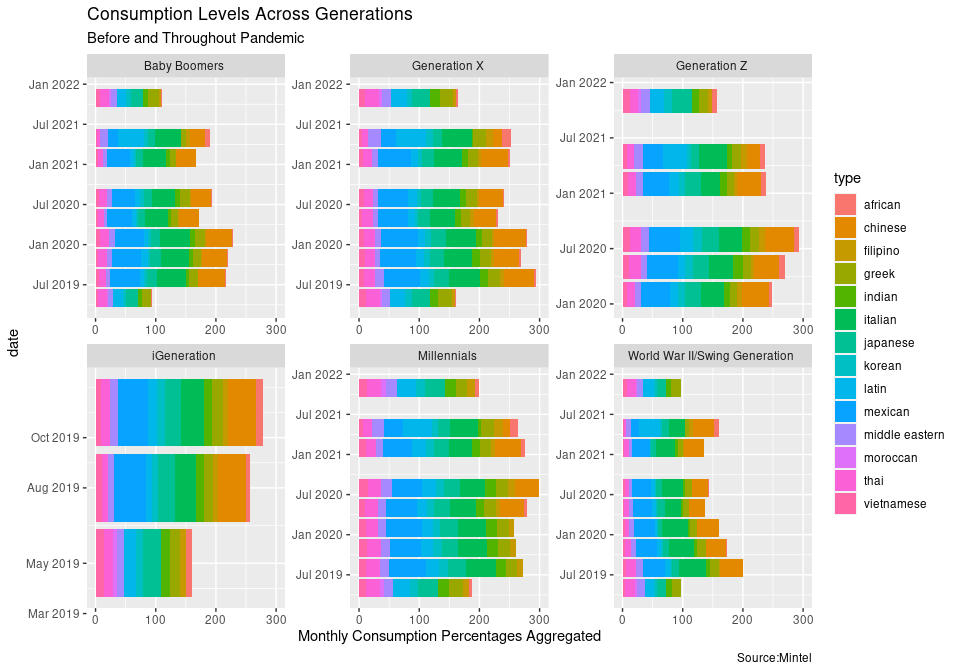 Consumption Levels Across Generations
Before and Throughout Pandemic
Baby Boomers
Generation X
Generation Z
Jan 2022
Jul 2021
Jan 2021
Jul 2020
Jan 2020
Jul 2019
0 100 200 300
Jan 2022
Jul 2021
Jan 2021
Jul 2020
Jan 2020
Jul 2019
0 100 200 300
Jan 2022
Jul 2021
Jan 2021
Jul 2020
Jan 2020
0 100 200 300
date
iGeneration
Millennials
World War II/Swing Generation
Oct 2019
Aug 2019
May 2019
Mar 2019
0 100 200 300
Jan 2022
Jul 2021
Jan 2021
Jul 2020
Jan 2020
Jul 2019
0 100 200 300
Jan 2022
Jul 2021
Jan 2021
Jul 2020
Jan 2020
Jul 2019
0 100 200 300
Monthly Consumption Percentages Aggregated
type
african
chinese
filipino
greek
indian
italian
japanese
korean
latin
mexican
middle eastern
moroccan
thai
vietnamese
Source:Mintel